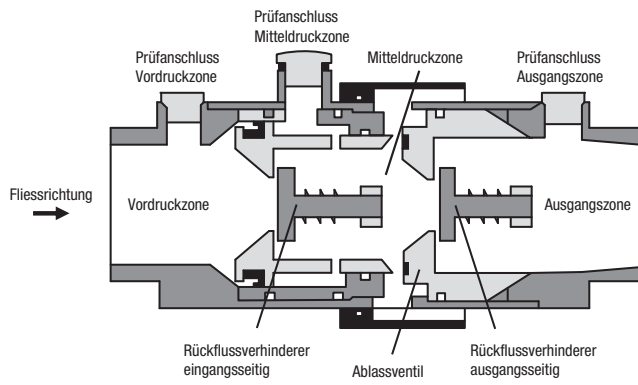 Prüfanschluss
Mitteldruckzone
Prüfanschluss
Vordruckzone
Mitteldruckzone
Prüfanschluss
Ausgangszone
Fliessrichtung
Vordruckzone
Ausgangszone
Rückflussverhinderer
eingangsseitig
Ablassventil
Rückflussverhinderer
ausgangsseitig